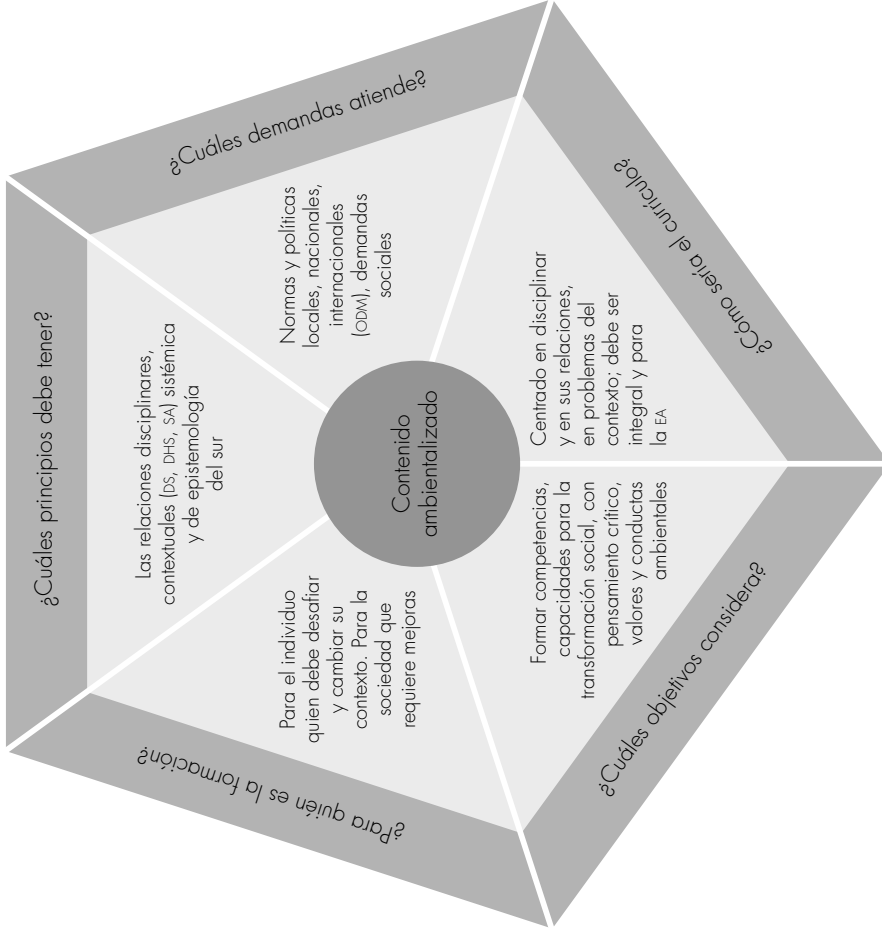 ¿Cuáles principios debe tener?
Las relaciones disciplinares,
contextuales (DS, DHS, SA) sistémica
y de epistemología
del sur
¿Cuáles demandas atiende?
Normas y políticas
locales, nacionales,
internacionales
(ODM), demandas
sociales
¿Cómo sería el currículo?
Centrado en disciplinar
y en sus relaciones,
en problemas del
contexto; debe ser
integral y para
la EA
¿Cuáles objetivos considera?
Formar competencias,
capacidades para la
transformación social, con
pensamiento crítico,
valores y conductas
ambientales
¿Para quién es la formación?
Para el individuo
quien debe desafiar
y cambiar su
contexto. Para la
sociedad que
requiere mejoras
Contenido
ambientalizado